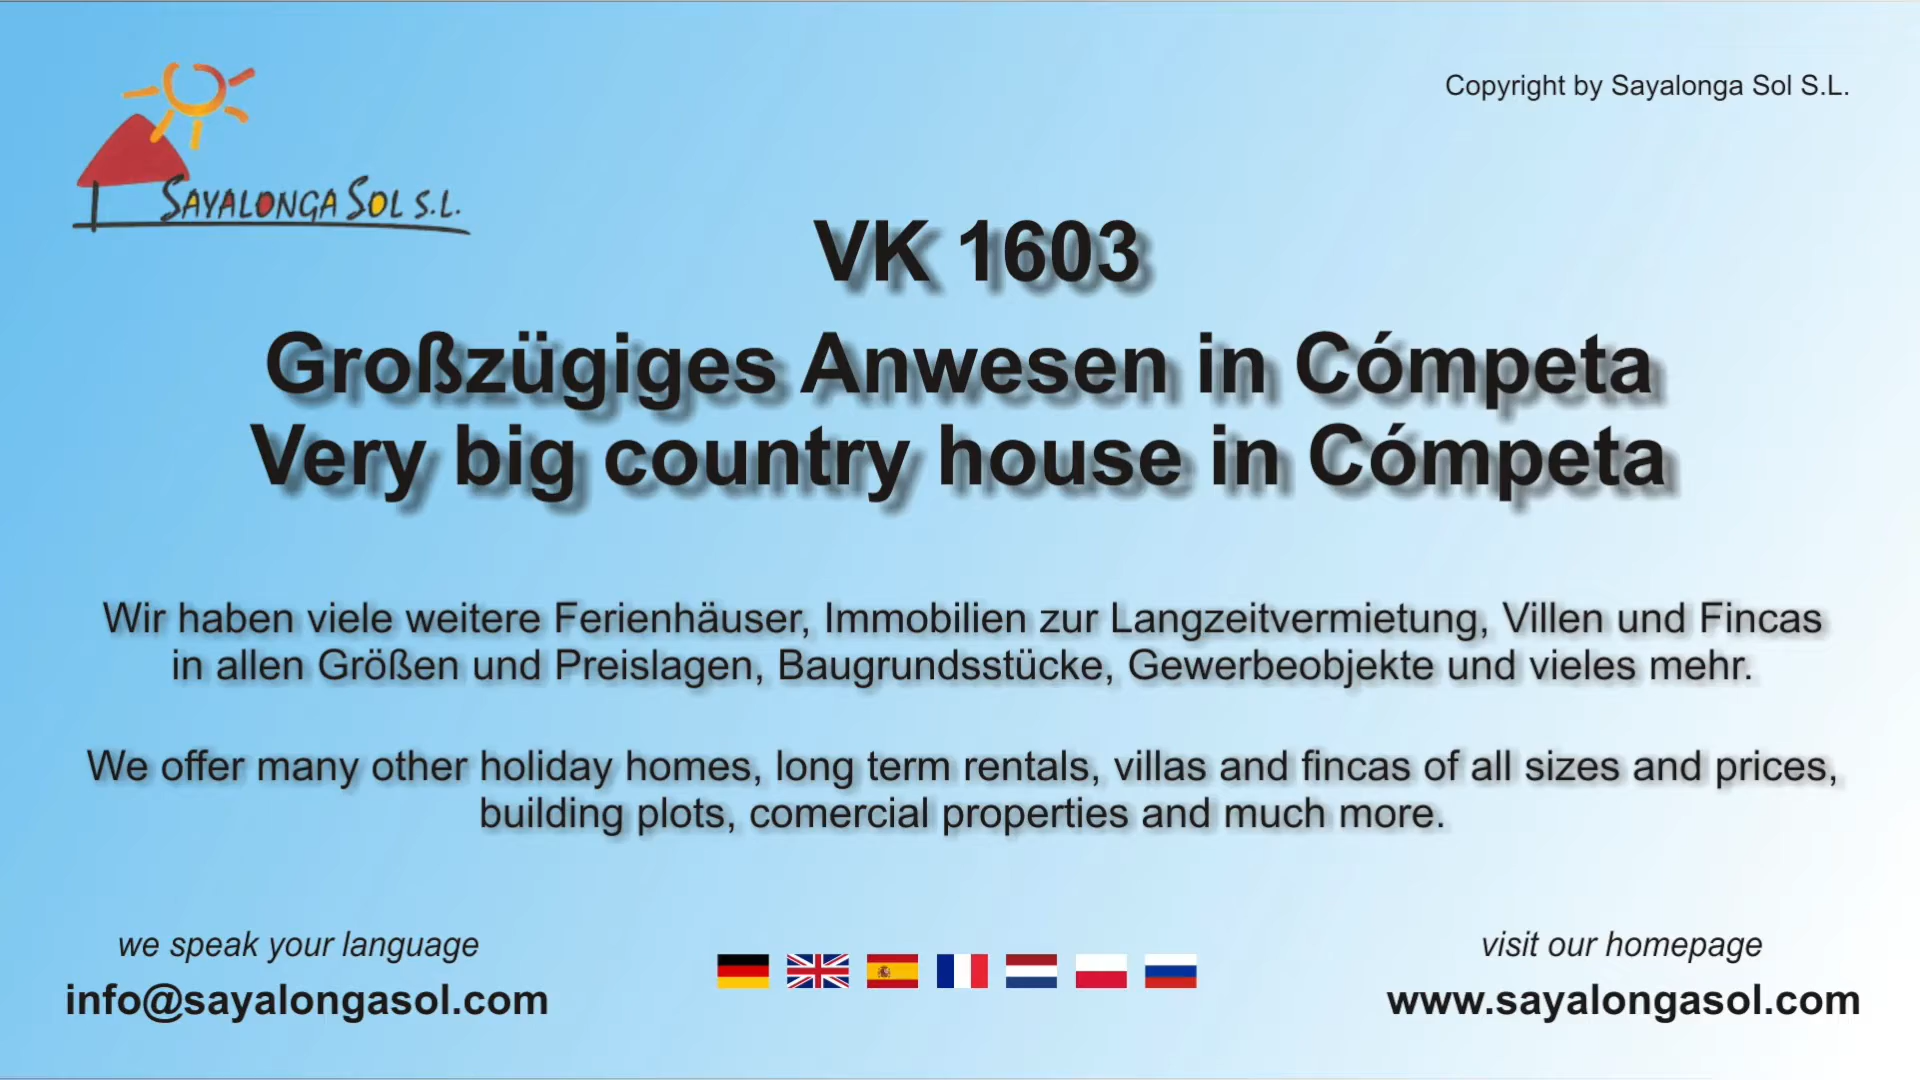 Copyright by Sayalonga Sol S.L.
SAYALONGA SOL S.L.
VK 1603
Großzügiges Anwesen in Cómpeta
Very big country house in Cómpeta
Wir haben viele weitere Ferienhäuser, Immobilien zur Langzeitvermietung, Villen und Fincas
in allen Größen und Preislagen, Baugrundsstücke, Gewerbeobjekte und vieles mehr.
We offer many other holiday homes, long term rentals, villas and fincas of all sizes and prices,
building plots, comercial properties and much more.
we speak your language
info@sayalongasol.com
visit our homepage
www.sayalongasol.com